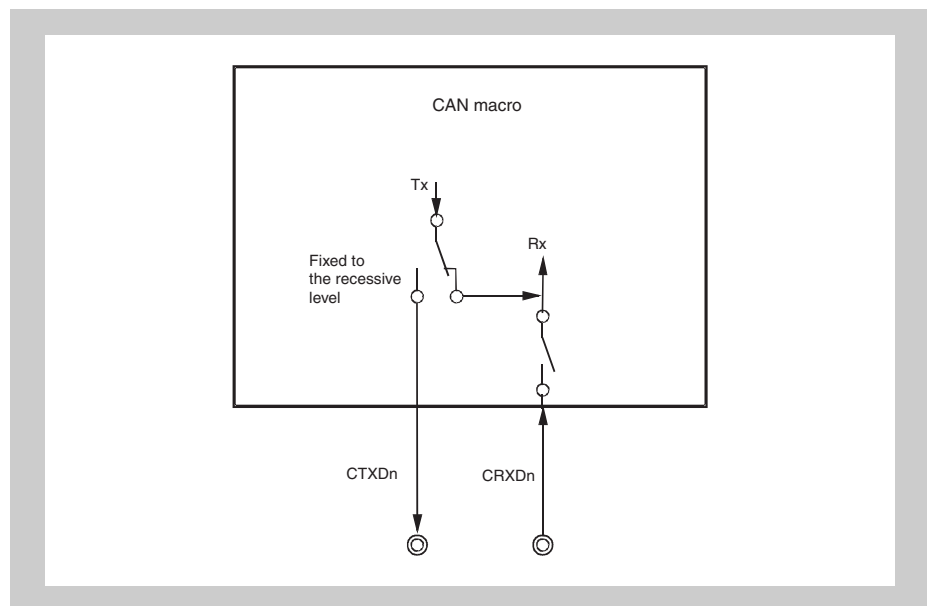 CAN macro
Tx
Rx
Fixed to
the recessive
level
CTXDn
CRXDn